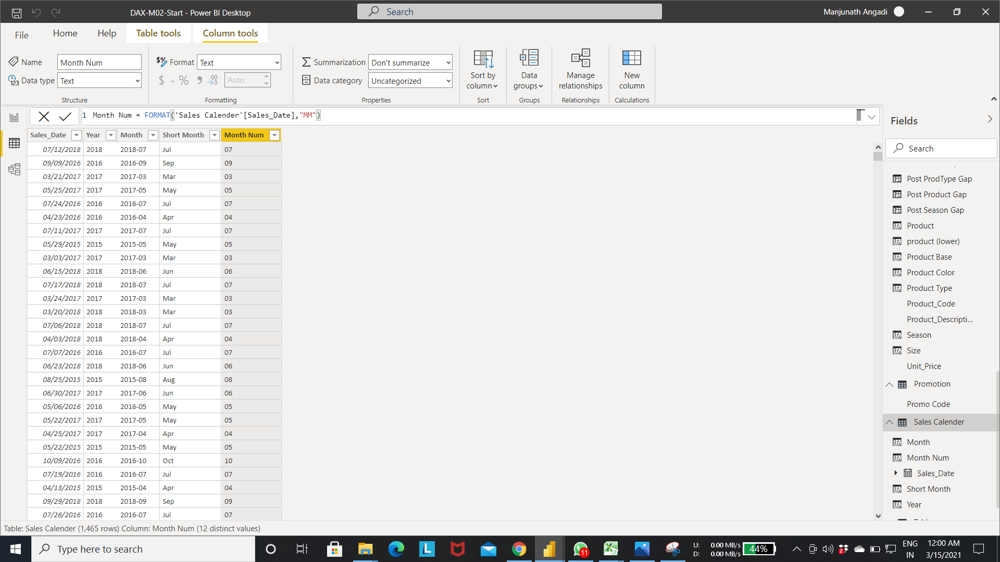 DAX-M02-Start - Power BI Desktop
Search
Manjunath Angadi
File
Home
Help
Table tools
Column tools
Name
Month Num
Data type
Text
Structure
Format
Text
$ % 9 .00
Auto
Formatting
Summarization
Don't summarize
Data category
Uncategorized
Properties
Sort by
column
Sort
Data
groups
Groups
Manage
relationships
Relationships
New
column
Calculations
1 Month Num = FORMAT('Sales Calender'[Sales_Date],"MM")
Sales_Date Year Month Short Month Month Num
07/12/2018 2018 2018-07 Jul 07
09/09/2016 2016 2016-09 Sep 09
03/21/2017 2017 2017-03 Mar 03
05/25/2017 2017 2017-05 May 05
07/24/2016 2016 2016-07 Jul 07
04/23/2016 2016 2016-04 Apr 04
07/11/2017 2017 2017-07 Jul 07
05/29/2015 2015 2015-05 May 05
03/03/2017 2017 2017-03 Mar 03
06/15/2018 2018 2018-06 Jun 06
07/17/2018 2018 2018-07 Jul 07
03/24/2017 2017 2017-03 Mar 03
03/20/2018 2018 2018-03 Mar 03
07/06/2018 2018 2018-07 Jul 07
04/03/2018 2018 2018-04 Apr 04
07/07/2016 2016 2016-07 Jul 07
06/23/2018 2018 2018-06 Jun 06
08/25/2015 2015 2015-08 Aug 08
06/30/2017 2017 2017-06 Jun 06
05/06/2016 2016 2016-05 May 05
05/22/2017 2017 2017-05 May 05
04/25/2017 2017 2017-04 Apr 04
05/22/2015 2015 2015-05 May 05
10/09/2016 2016 2016-10 Oct 10
07/19/2016 2016 2016-07 Jul 07
04/13/2015 2015 2015-04 Apr 04
09/29/2018 2018 2018-09 Sep 09
07/26/2016 2016 2016-07 Jul 07
Fields
Search
Post ProdType Gap
Post Product Gap
Post Season Gap
Product
product (lower)
Product Base
Product Color
Product Type
Product_Code
Product_Descripti...
Season
Size
Unit_Price
Promotion
Promo Code
Sales Calender
Month
Month Num
Sales_Date
Short Month
Year
Table: Sales Calender (1,465 rows) Column: Month Num (12 distinct values)
Type here to search
L
11
U: 0.00 MB/s
D: 0.00 MB/s
44%
2
ENG
IN
12:00 AM
3/15/2021